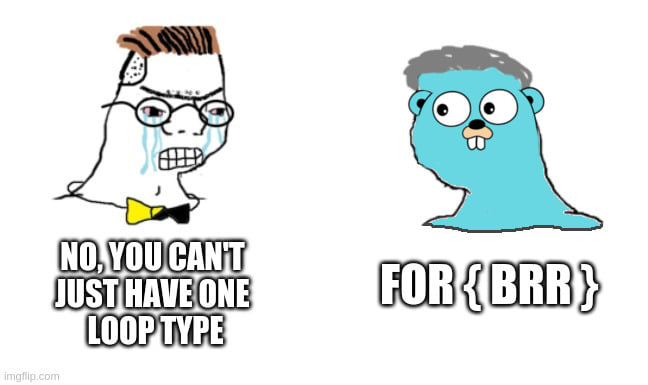 NO, YOU CAN'T
JUST HAVE ONE
LOOP TYPE
FOR { BRR }
imgflip.com